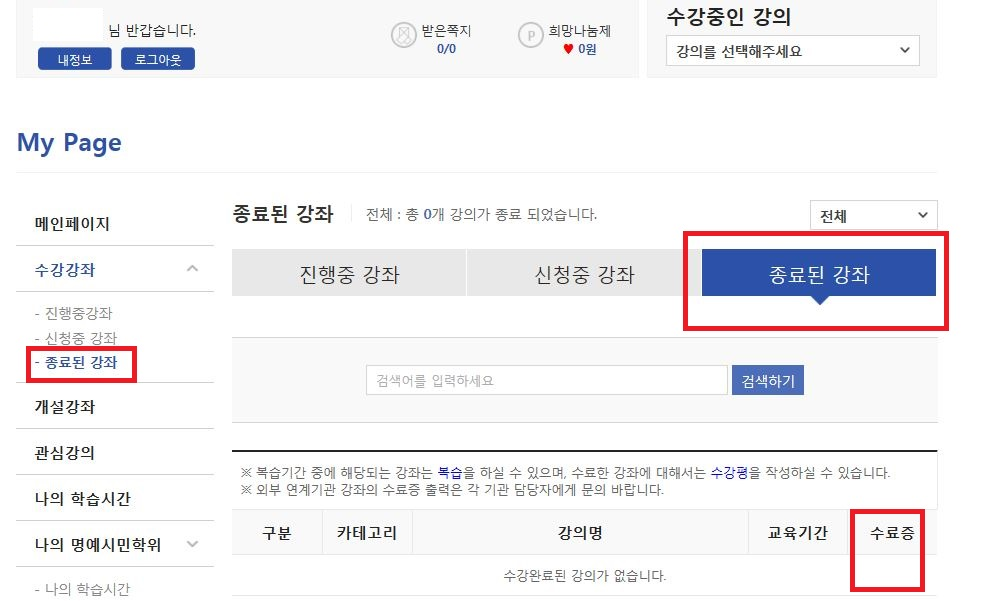 님 반갑습니다.
내정보
로그아웃
받은쪽지
0/0
P
희망나눔제
♥ 0원
수강중인 강의
강의를 선택해주세요
My Page
메인페이지
수강강좌
- 진행중강좌
- 신청중 강좌
- 종료된 강좌
개설강좌
관심강의
나의 학습시간
나의 명예시민학위
- 나의 학습시간
종료된 강좌
전체 : 총 0개 강의가 종료 되었습니다.
전체
진행중 강좌
신청중 강좌
종료된 강좌
검색어를 입력하세요
검색하기
※ 복습기간 중에 해당되는 강좌는 복습을 하실 수 있으며, 수료한 강좌에 대해서는 수강평을 작성하실 수 있습니다.
※ 외부 연계기관 강좌의 수료증 출력은 각 기관 담당자에게 문의 바랍니다.
구분 카테고리 강의명 교육기간 수료증
수강완료된 강의가 없습니다.